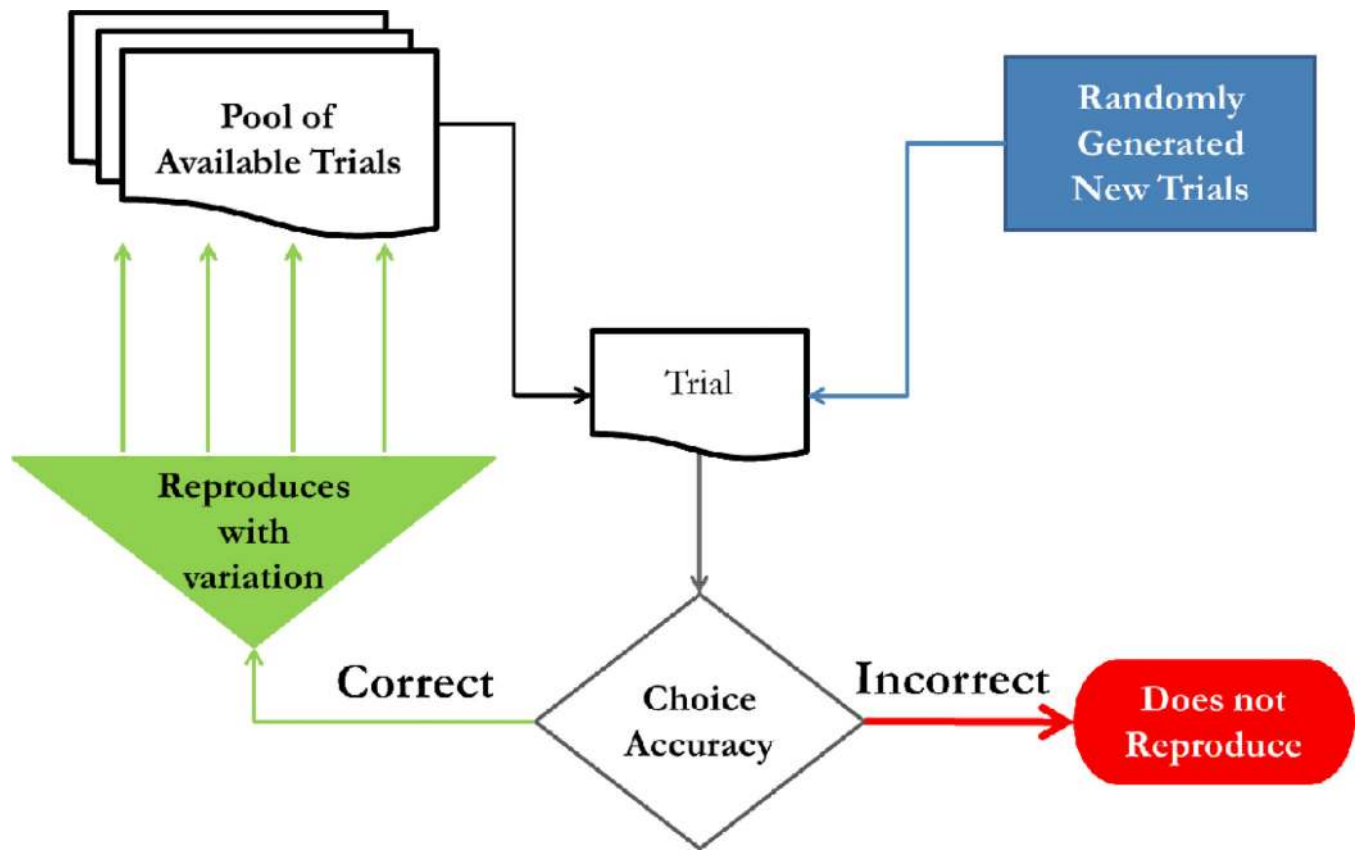 Pool of
Available Trials
Randomly
Generated
New Trials
Trial
Reproduces
with
variation
Correct
Choice
Accuracy
Incorrect
Does not
Reproduce